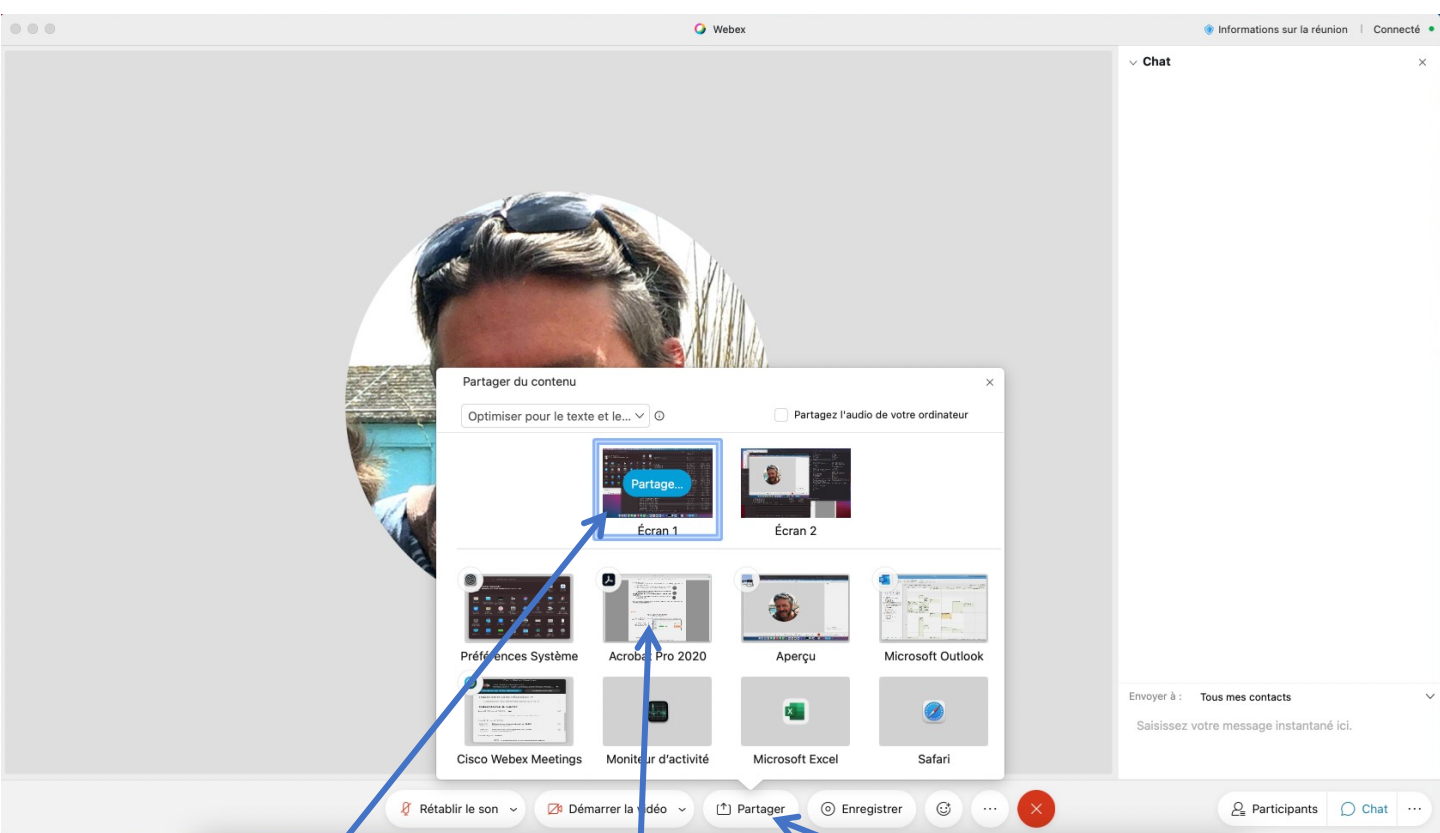 Webex
Informations sur la réunion | Connecté
Chat
Partager du contenu
Optimiser pour le texte et le...
Partagez l'audio de votre ordinateur
Partage...
Écran 1
Écran 2
Préférences Système
Acrobat Pro 2020
Aperçu
Microsoft Outlook
Cisco Webex Meetings
Moniteur d'activité
Microsoft Excel
Safari
Envoyer à : Tous mes contacts
Saisissez votre message instantané ici.
Rétablir le son
Démarrer la vidéo
Partager
Enregistrer
Participants
Chat